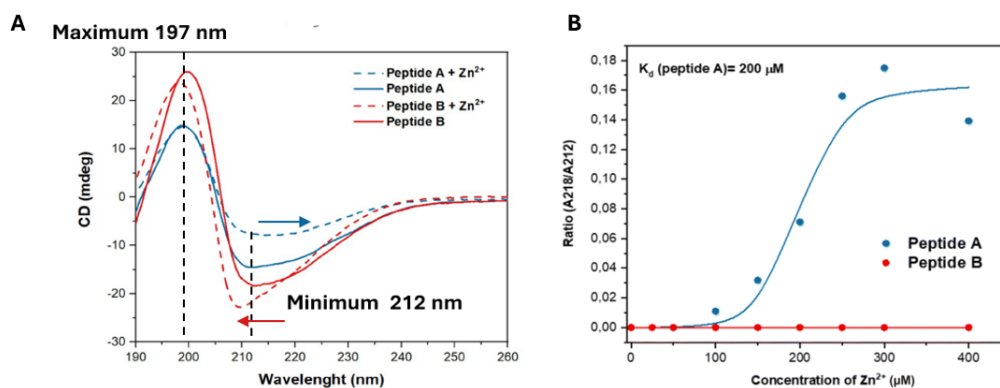 A
Maximum 197 nm
CD (mdeg)
30
20
10
0
-10
-20
-30
Peptide A + Zn²⁺
Peptide A
Peptide B + Zn²⁺
Peptide B
Minimum 212 nm
190 200 210 220 230 240 250 260
Wavelenght (nm)
B
Ratio (A218/A212)
0,18
0,16
0,14
0,12
0,10
0,08
0,06
0,04
0,02
0,00
K_d (peptide A)= 200 μM
Peptide A
Peptide B
0 100 200 300 400
Concentration of Zn²⁺ (μM)